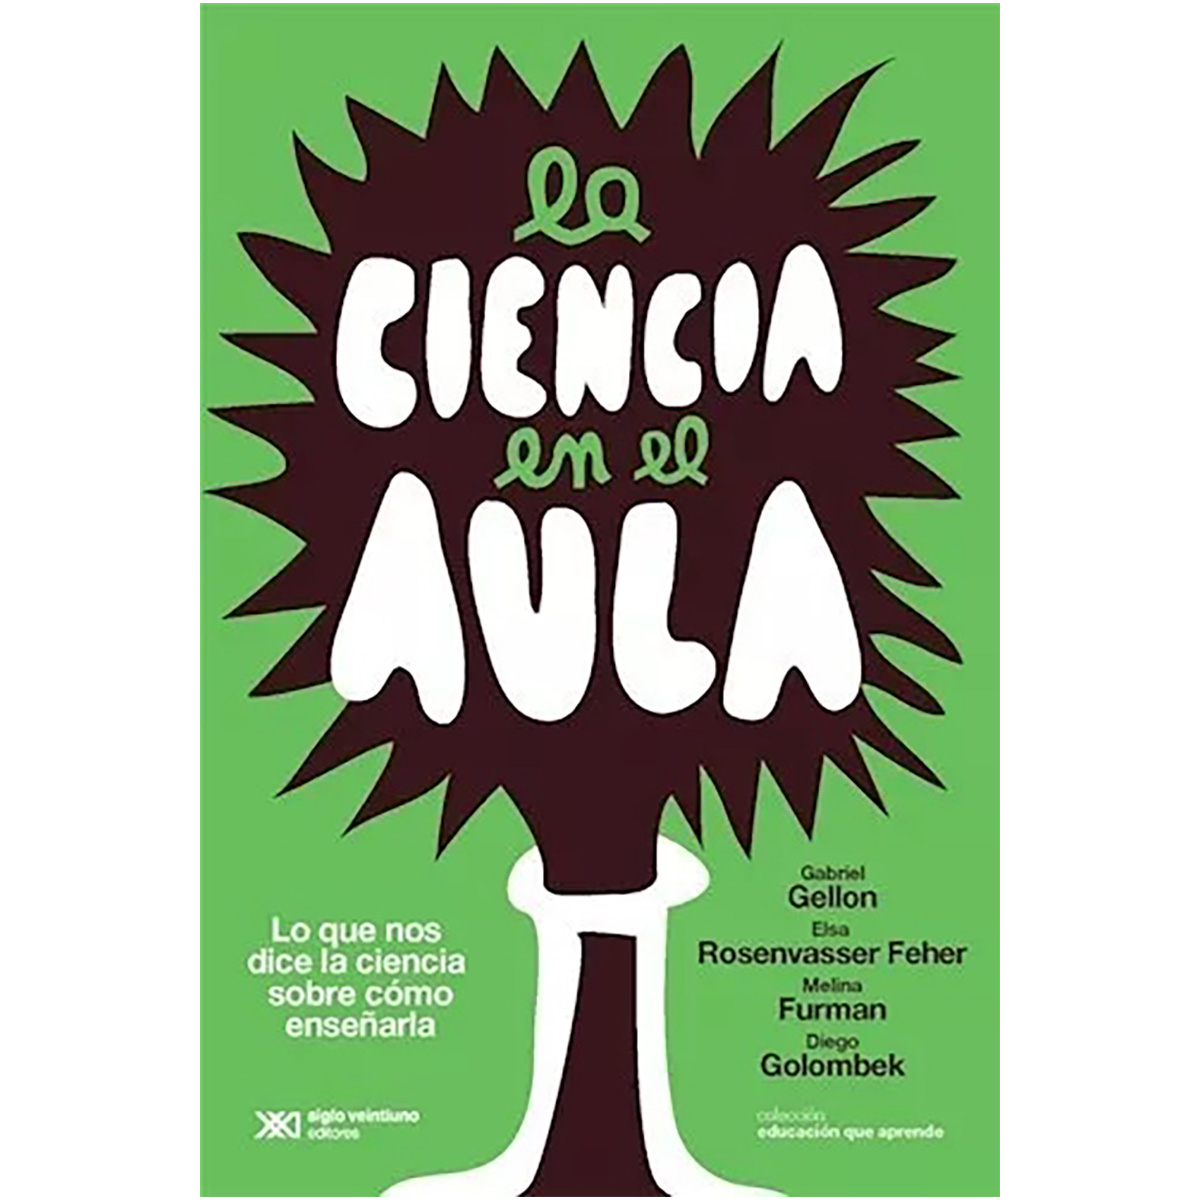 la
CIENCIA
en el
AULA
Gabriel
Gellon
Elsa
Rosenvasser Feher
Melina
Furman
Diego
Golombek
Lo que nos
dice la ciencia
sobre cómo
enseñarla
XXI siglo veintiuno
editores
colección
educación que aprende